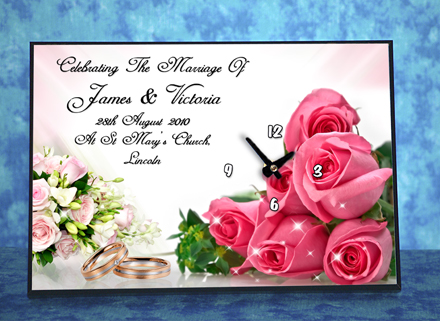 Celebrating The Marriage Of
James & Victoria
28th August 2010
At St Mary's Church,
Lincoln
12
9
3
6